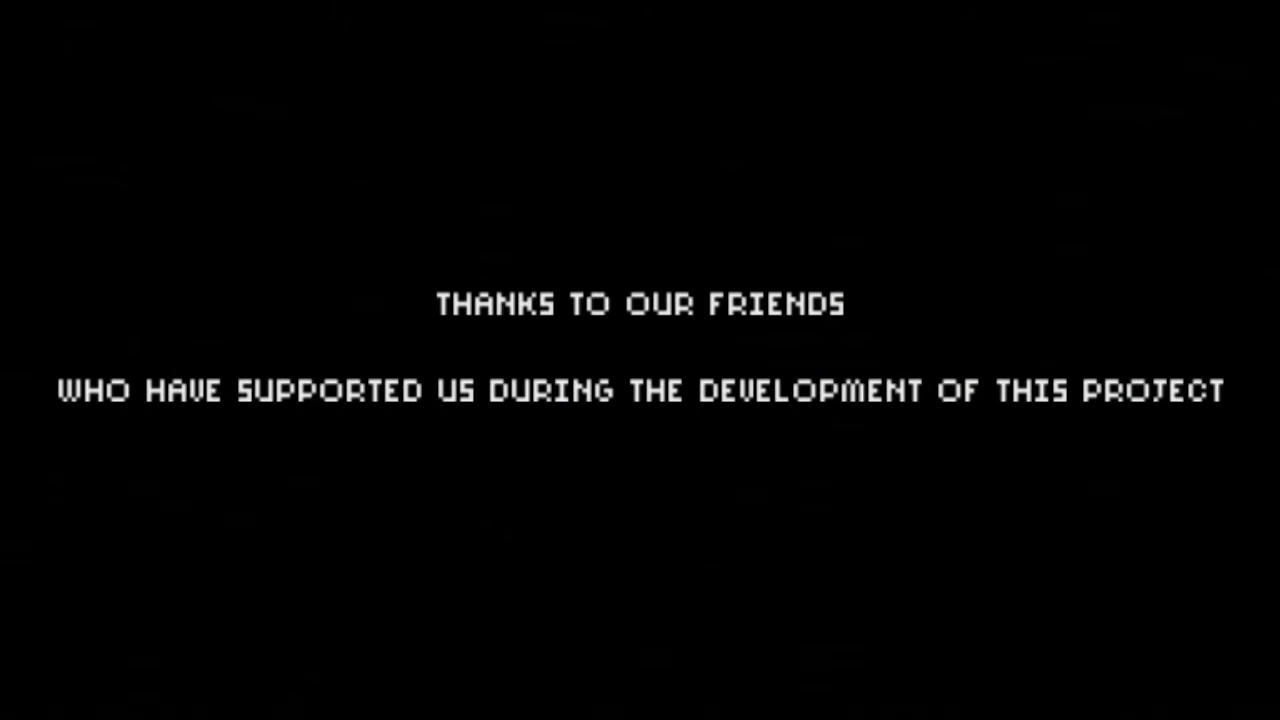 THANKS TO OUR FRIENDS
WHO HAVE SUPPORTED US DURING THE DEVELOPMENT OF THIS PROJECT